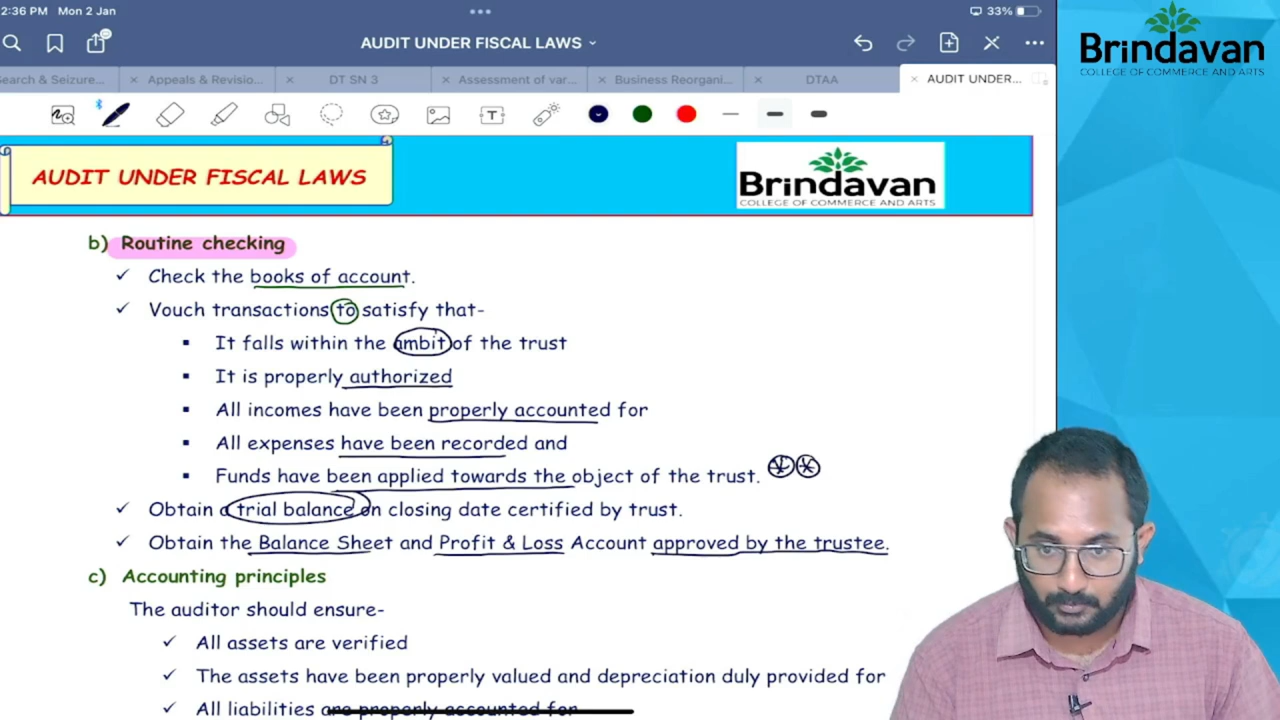 2:36 PM Mon 2 Jan
33%
AUDIT UNDER FISCAL LAWS
Brindavan
COLLEGE OF COMMERCE AND ARTS
earch & Seizure...
Appeals & Revisio...
DT SN 3
Assessment of var...
Business Reorgani...
DTAA
AUDIT UNDER...
AUDIT UNDER FISCAL LAWS
Brindavan
COLLEGE OF COMMERCE AND ARTS
b) Routine checking
✓ Check the books of account.
✓ Vouch transactions to satisfy that-
▪ It falls within the ambit of the trust
▪ It is properly authorized
▪ All incomes have been properly accounted for
▪ All expenses have been recorded and
▪ Funds have been applied towards the object of the trust.
✓ Obtain a trial balance on closing date certified by trust.
✓ Obtain the Balance Sheet and Profit & Loss Account approved by the trustee.
c) Accounting principles
The auditor should ensure-
✓ All assets are verified
✓ The assets have been properly valued and depreciation duly provided for
✓ All liabilities are properly accounted for